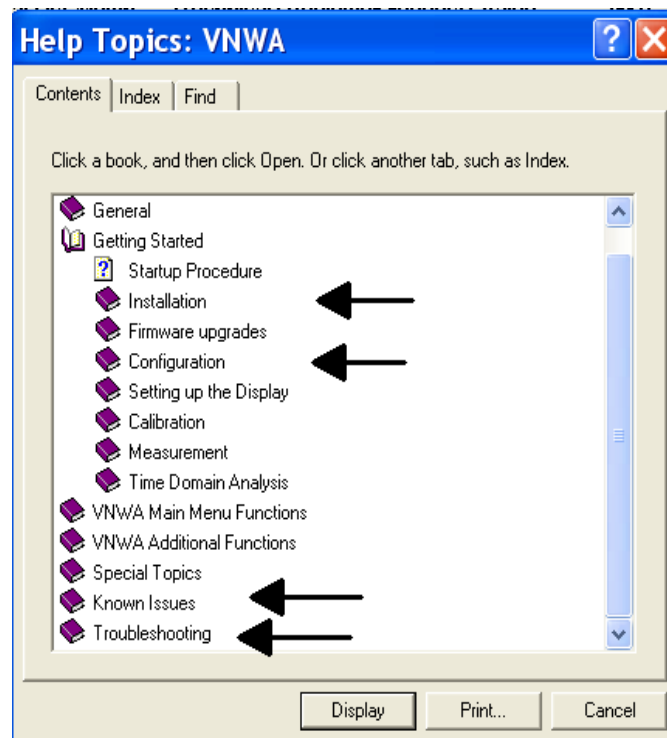 Help Topics: VNWA
Contents Index Find
Click a book, and then click Open. Or click another tab, such as Index.
General
Getting Started
Startup Procedure
Installation
Firmware upgrades
Configuration
Setting up the Display
Calibration
Measurement
Time Domain Analysis
VNWA Main Menu Functions
VNWA Additional Functions
Special Topics
Known Issues
Troubleshooting
Display Print... Cancel